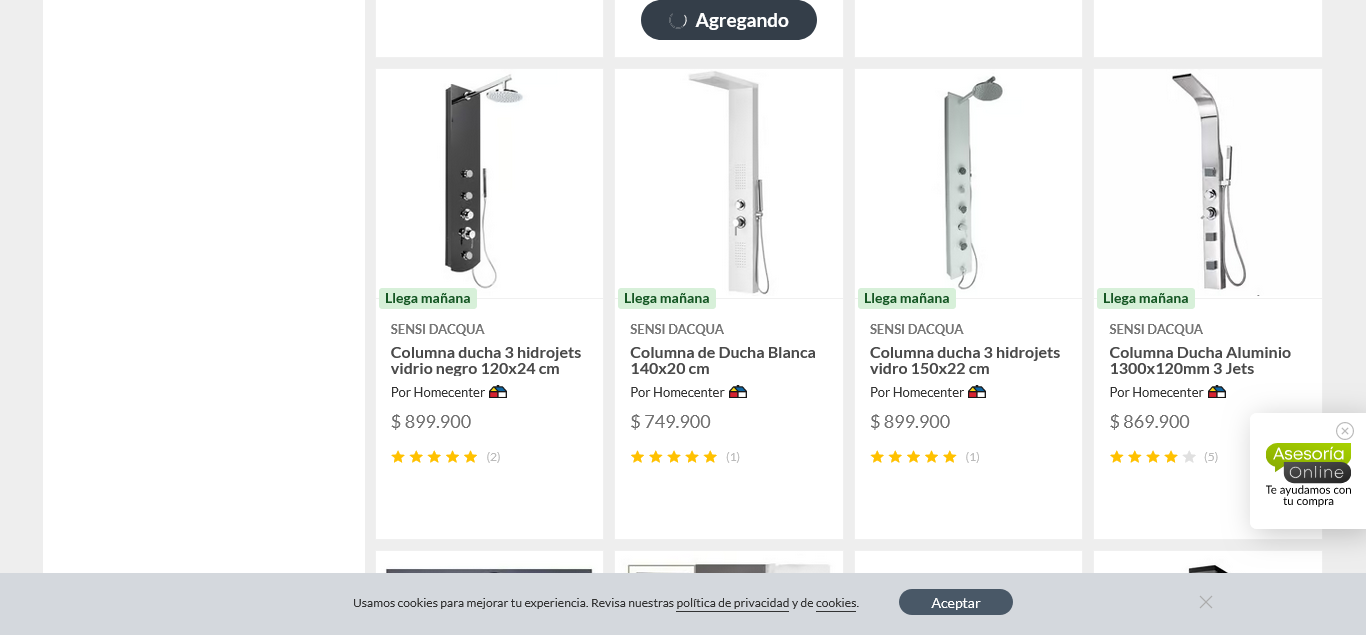 Agregando
Llega mañana
SENSI DACQUA
Columna ducha 3 hidrojets
vidrio negro 120x24 cm
Por Homecenter
$ 899.900
(2)
Llega mañana
SENSI DACQUA
Columna de Ducha Blanca
140x20 cm
Por Homecenter
$ 749.900
(1)
Llega mañana
SENSI DACQUA
Columna ducha 3 hidrojets
vidro 150x22 cm
Por Homecenter
$ 899.900
(1)
Llega mañana
SENSI DACQUA
Columna Ducha Aluminio
1300x120mm 3 Jets
Por Homecenter
$ 869.900
(5)
Asesoría
Online
Te ayudamos con
tu compra
Usamos cookies para mejorar tu experiencia. Revisa nuestras política de privacidad y de cookies.
Aceptar